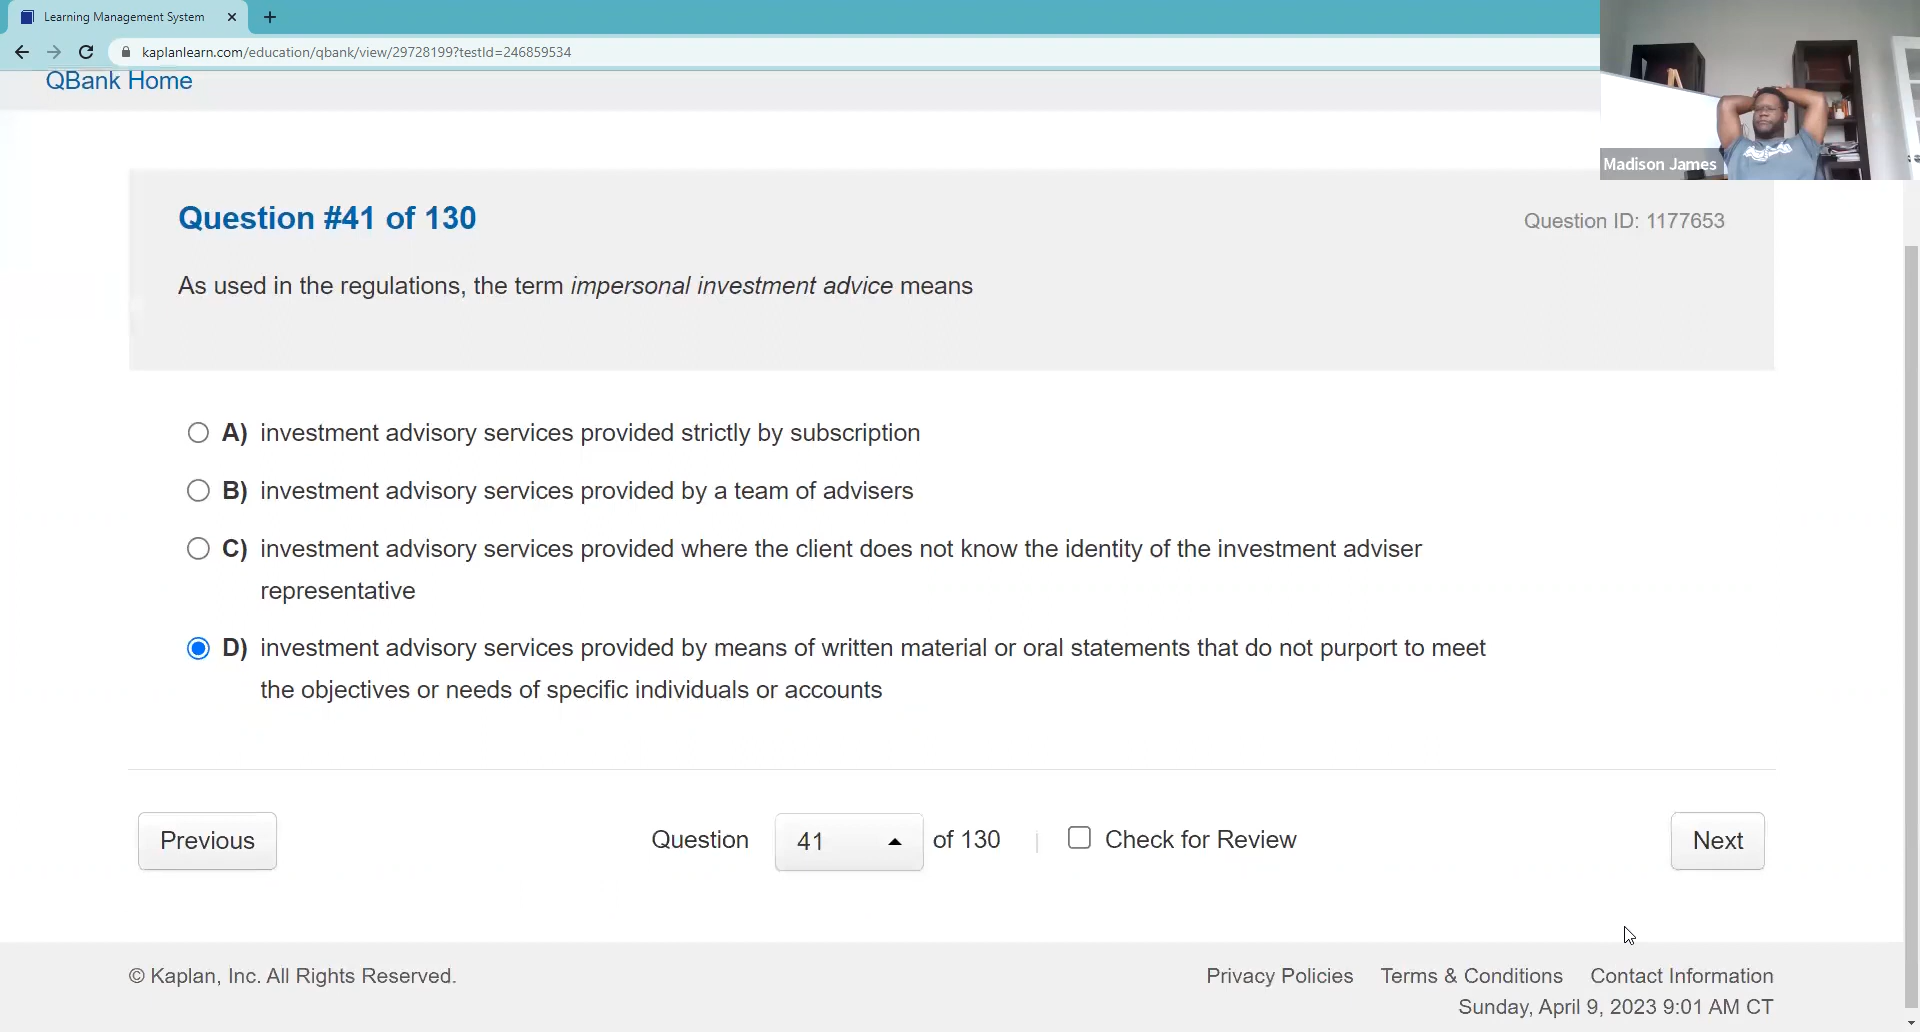 Learning Management System
kaplanlearn.com/education/qbank/view/29728199?testId=246859534
QBank Home
Madison James
Question #41 of 130
Question ID: 1177653
As used in the regulations, the term impersonal investment advice means
A) investment advisory services provided strictly by subscription
B) investment advisory services provided by a team of advisers
C) investment advisory services provided where the client does not know the identity of the investment adviser
representative
D) investment advisory services provided by means of written material or oral statements that do not purport to meet
the objectives or needs of specific individuals or accounts
Previous
Question 41 of 130 | Check for Review
Next
© Kaplan, Inc. All Rights Reserved.
Privacy Policies Terms & Conditions Contact Information
Sunday, April 9, 2023 9:01 AM CT